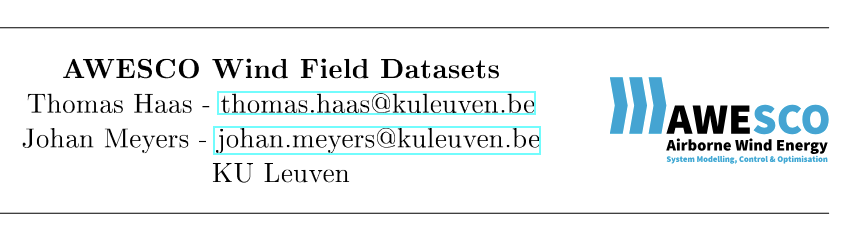 AWESCO Wind Field Datasets
Thomas Haas - thomas.haas@kuleuven.be
Johan Meyers - johan.meyers@kuleuven.be
KU Leuven
AWESCO
Airborne Wind Energy
System Modelling, Control & Optimisation